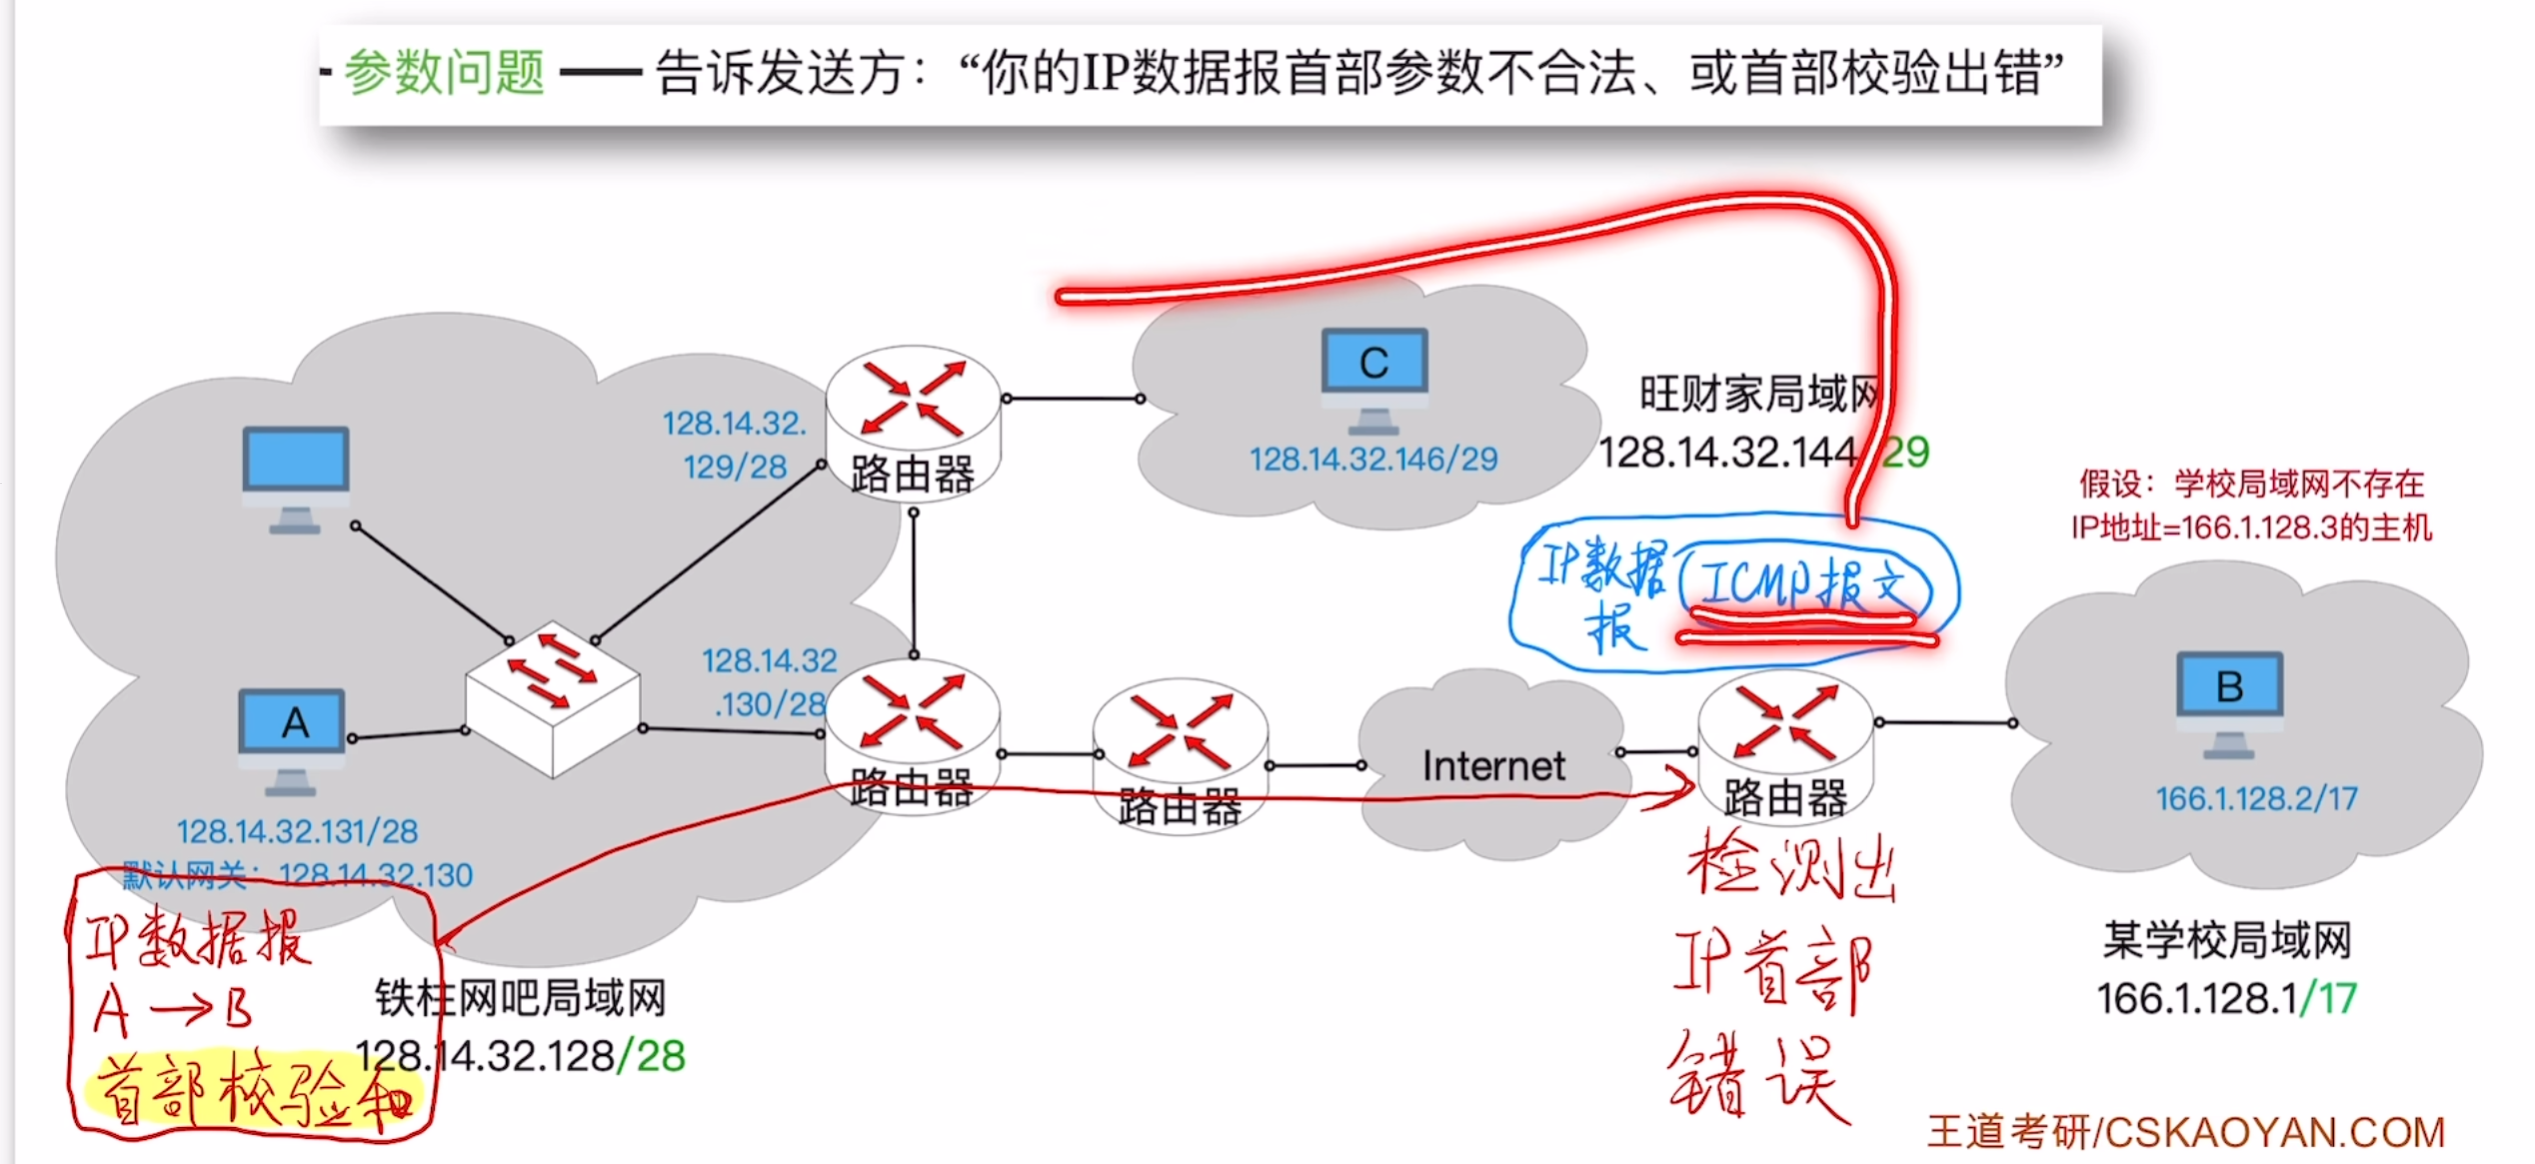 参数问题 —— 告诉发送方：“你的IP数据报首部参数不合法、或首部校验出错”
128.14.32.
129/28
路由器
C
128.14.32.146/29
旺财家局域网
128.14.32.144/29
假设：学校局域网不存在
IP地址=166.1.128.3的主机
IP数据
报
ICMP报文
A
128.14.32
.130/28
路由器
路由器
Internet
路由器
B
166.1.128.2/17
128.14.32.131/28
默认网关：128.14.32.130
检测出
IP首部
错误
IP数据报
A→B
首部校验和
铁柱网吧局域网
128.14.32.128/28
某学校局域网
166.1.128.1/17
王道考研/CSKAOYAN.COM